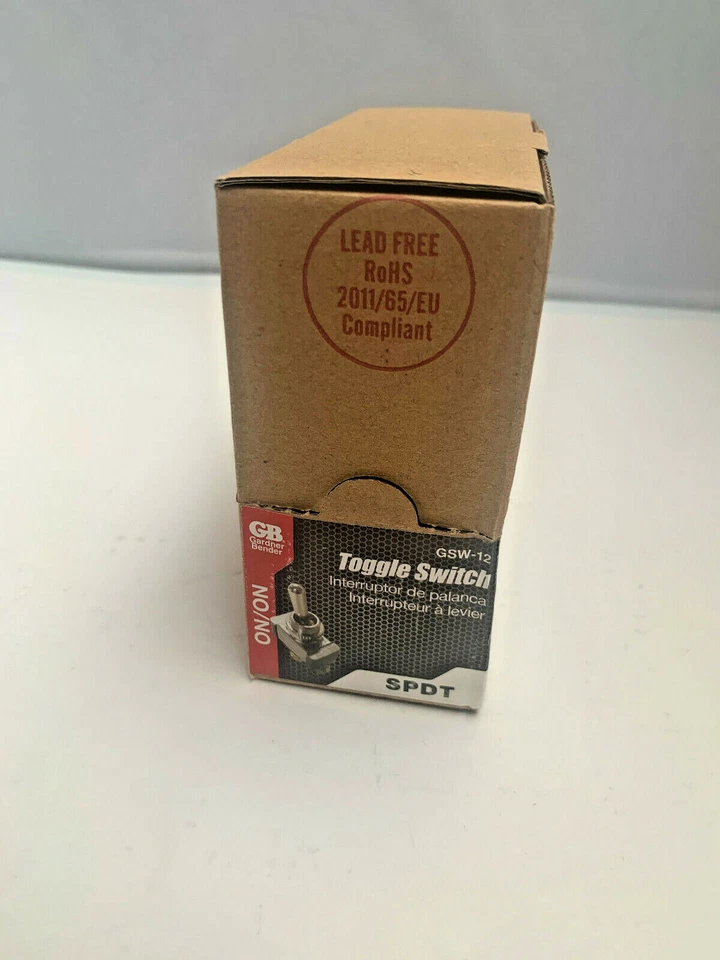 LEAD FREE
RoHS
2011/65/EU
Compliant
GB
Gardner
Bender
GSW-12
Toggle Switch
Interruptor de palanca
Interrupteur à levier
ON/ON
SPDT